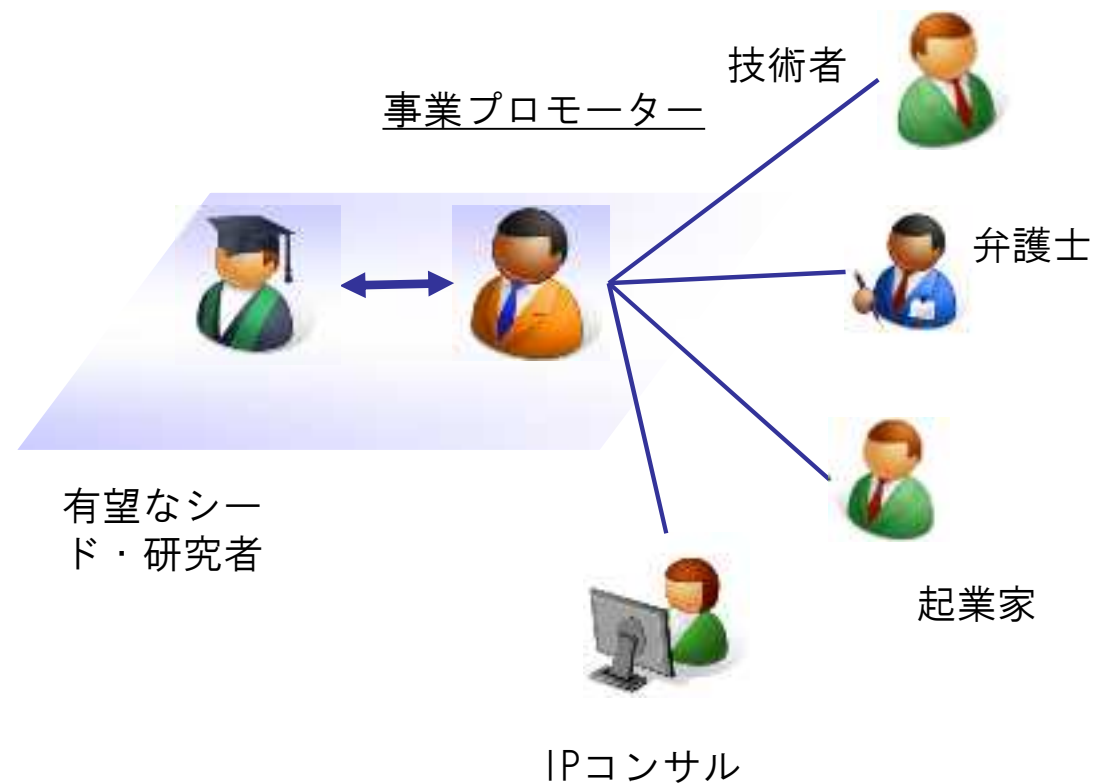 技術者
事業プロモーター
弁護士
有望なシー
ド・研究者
起業家
IPコンサル